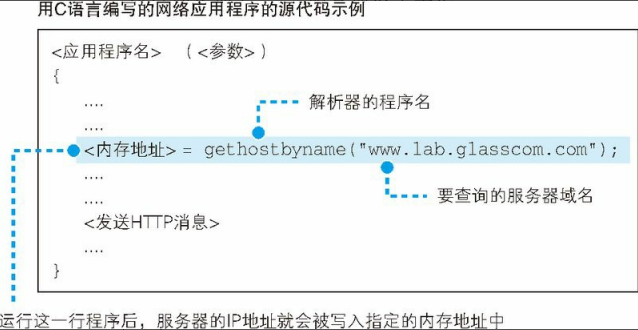 用C语言编写的网络应用程序的源代码示例
<应用程序名> (<参数>)
{
....
解析器的程序名
....
<内存地址> = gethostbyname("www.lab.glasscom.com");
....
要查询的服务器域名
....
<发送HTTP消息>
....
}
运行这一行程序后，服务器的IP地址就会被写入指定的内存地址中